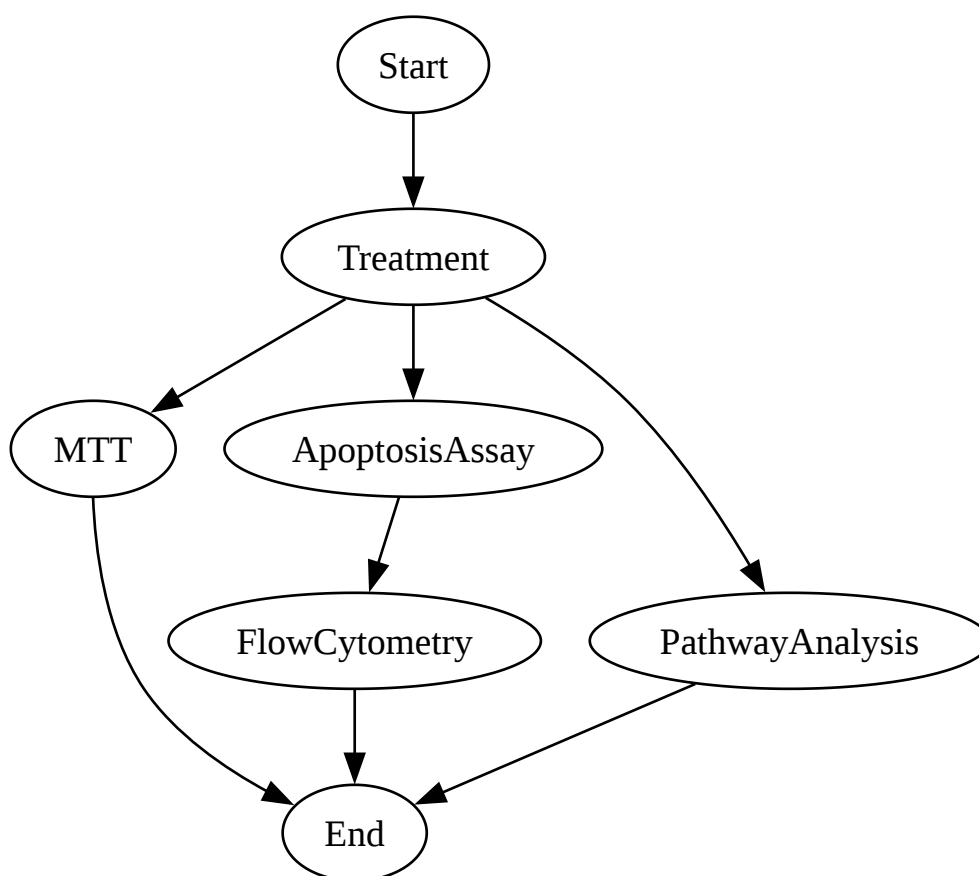 Start
Treatment
MTT
ApoptosisAssay
FlowCytometry
PathwayAnalysis
End